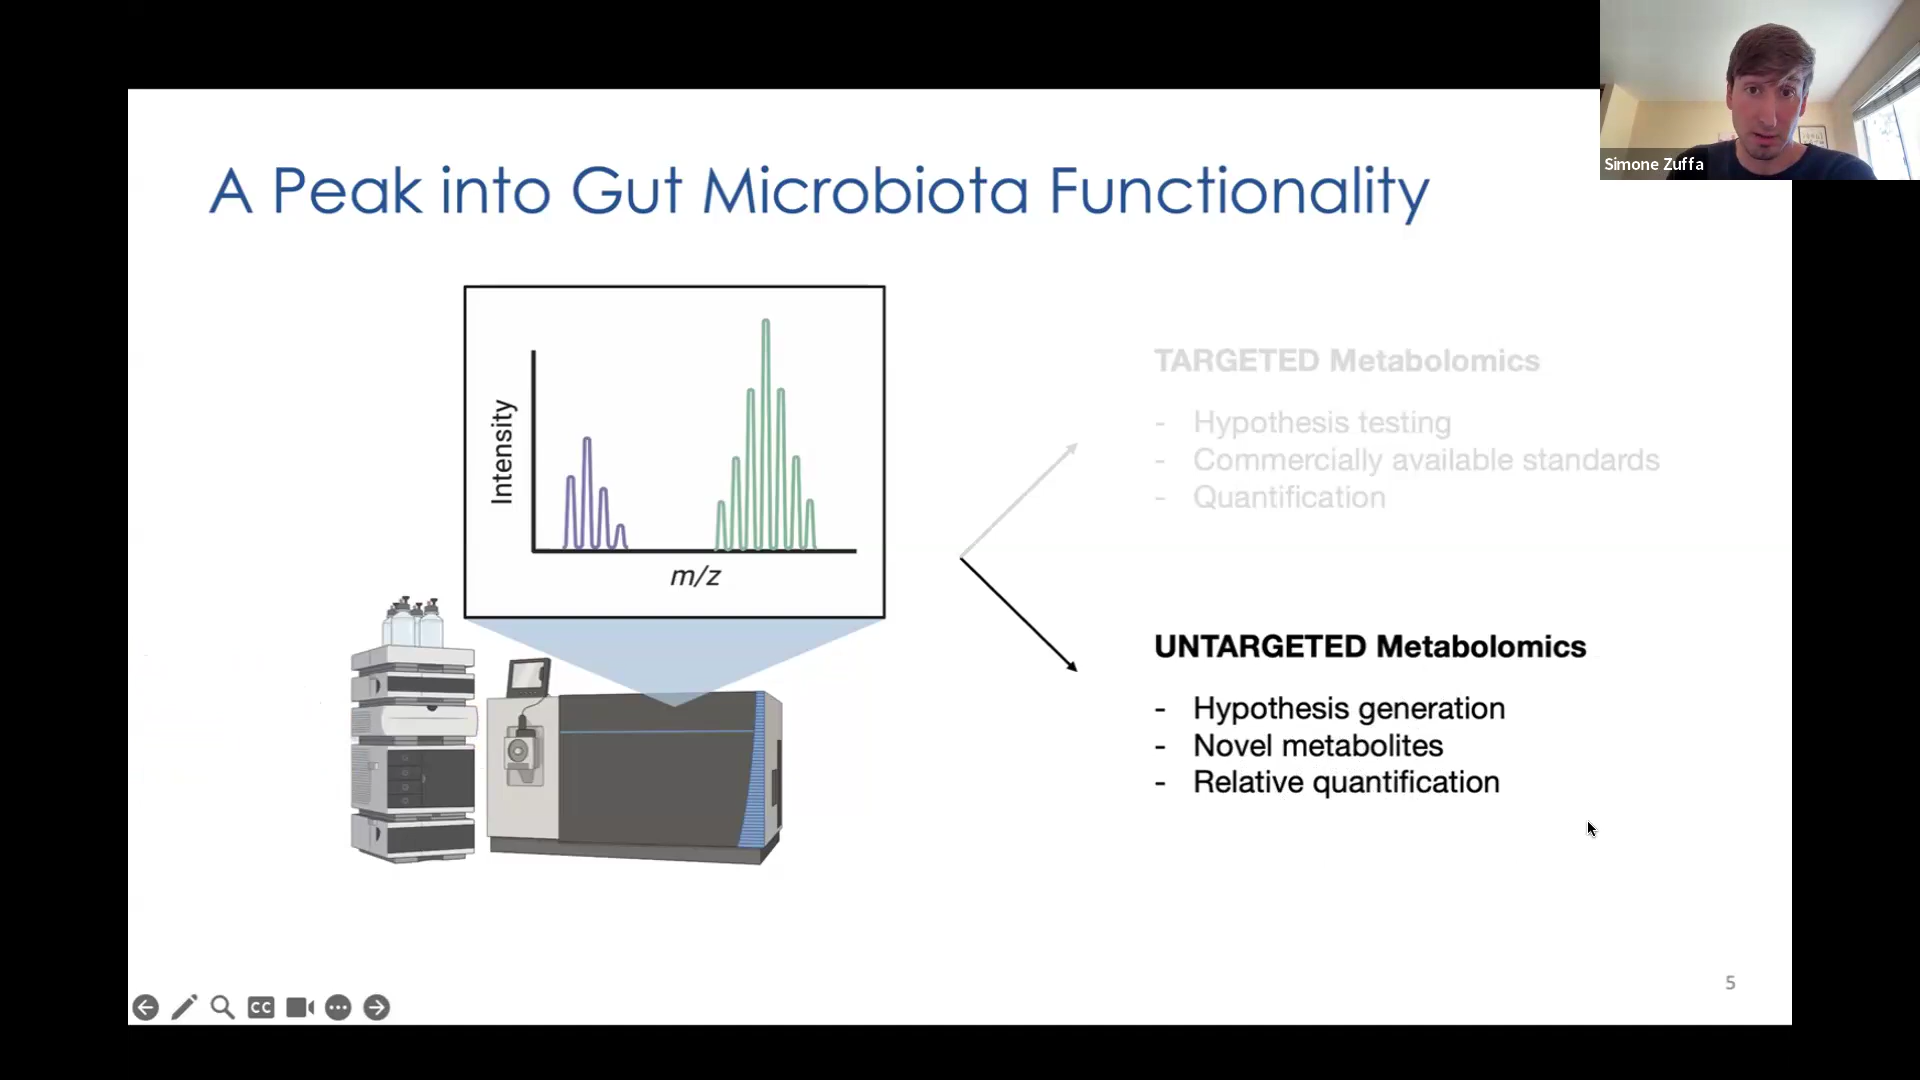 Simone Zuffa
A Peak into Gut Microbiota Functionality
Intensity
m/z
TARGETED Metabolomics
- Hypothesis testing
- Commercially available standards
- Quantification
UNTARGETED Metabolomics
- Hypothesis generation
- Novel metabolites
- Relative quantification
5
CC